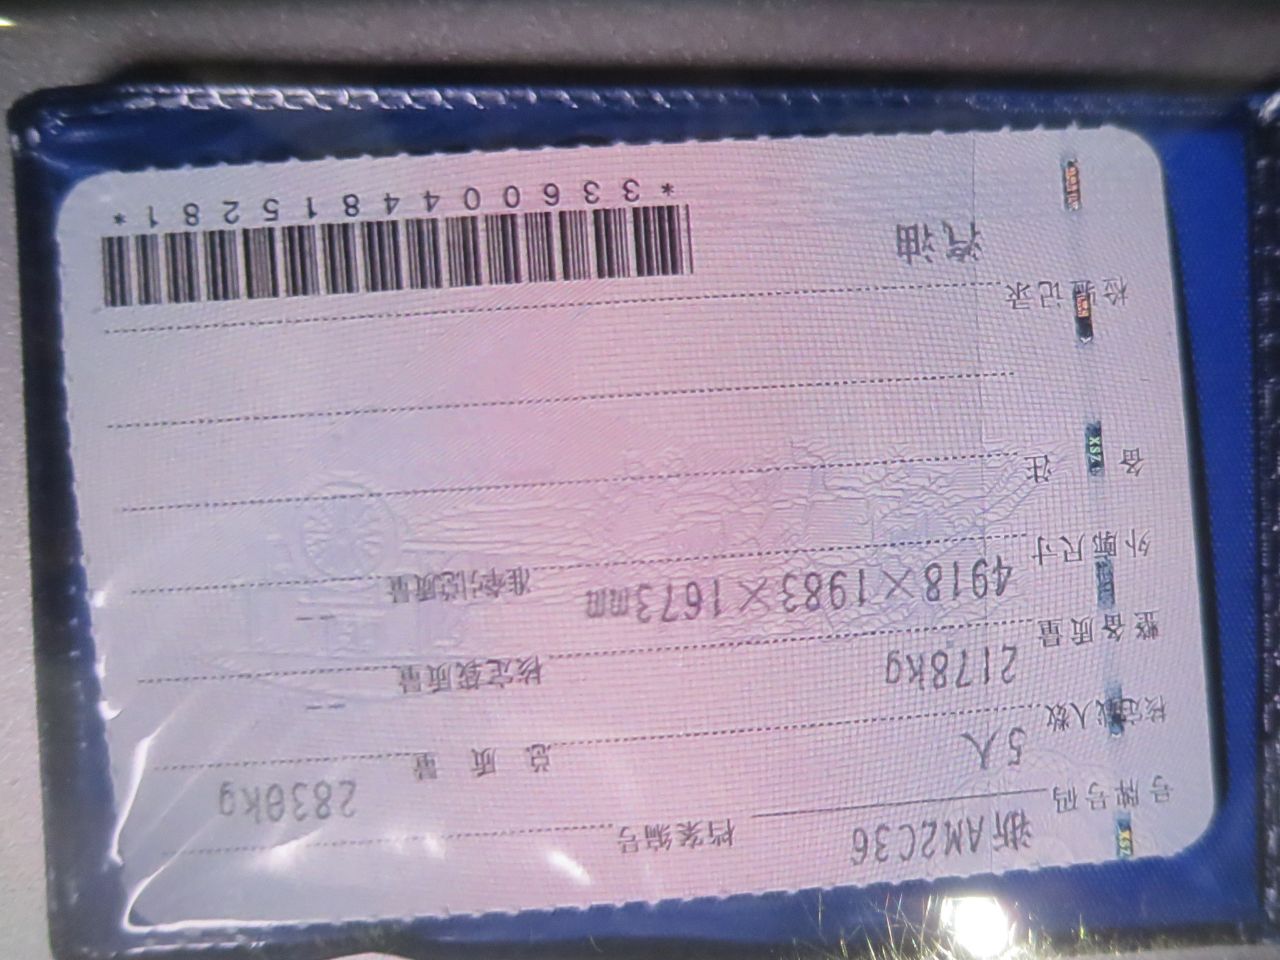 号牌号码 浙AM2C36 档案编号
核定载人数 5人 总质量 2830kg
整备质量 2178kg 核定载质量 --
外廓尺寸 4918×1983×1673mm 准牵引总质量 --
备注
检验记录
汽油 *3360044815281*